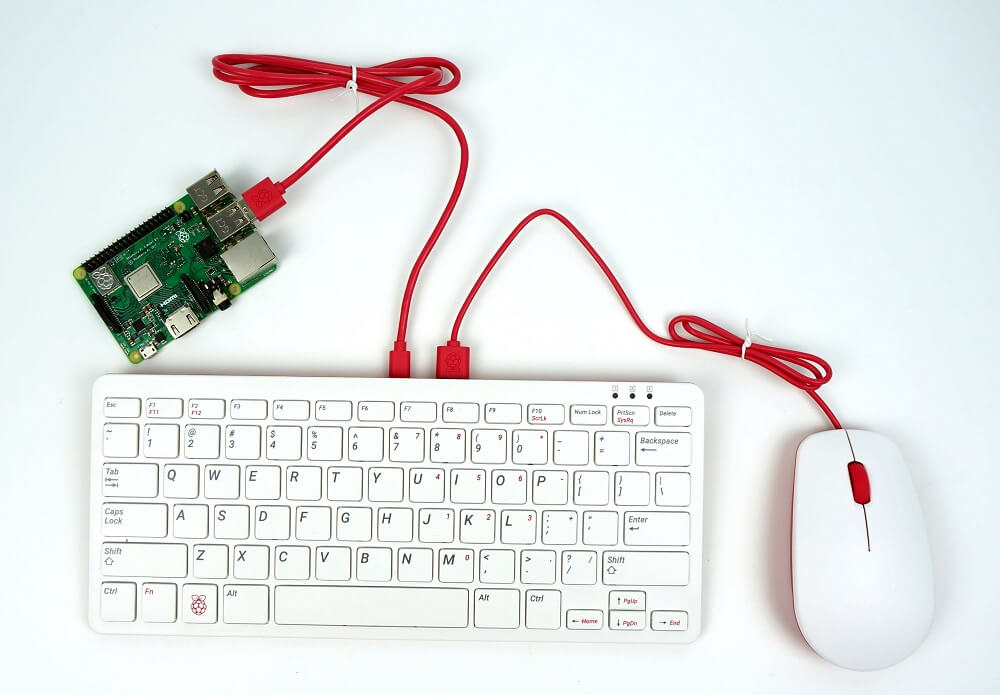 HDMI
Esc F1 F11 F2 F12 F3 F4 F5 F6 F7 F8 F9 F10 ScrLk Num Lock PrtScn SysRq Delete
~ ` ! 1 @ 2 # 3 $ 4 % 5 ^ 6 & 7 7 * 8 8 ( 9 9 ) 0 * _ - + = Backspace
Tab Q W E R T Y U 4 I 5 O 6 P - { [ } ] | \
Caps Lock A S D F G H J 1 K 2 L 3 : ; + " ' Enter
Shift Z X C V B N M 0 < , > . . ? / / Shift
Ctrl Fn Alt Alt Ctrl Home PgUp PgDn End